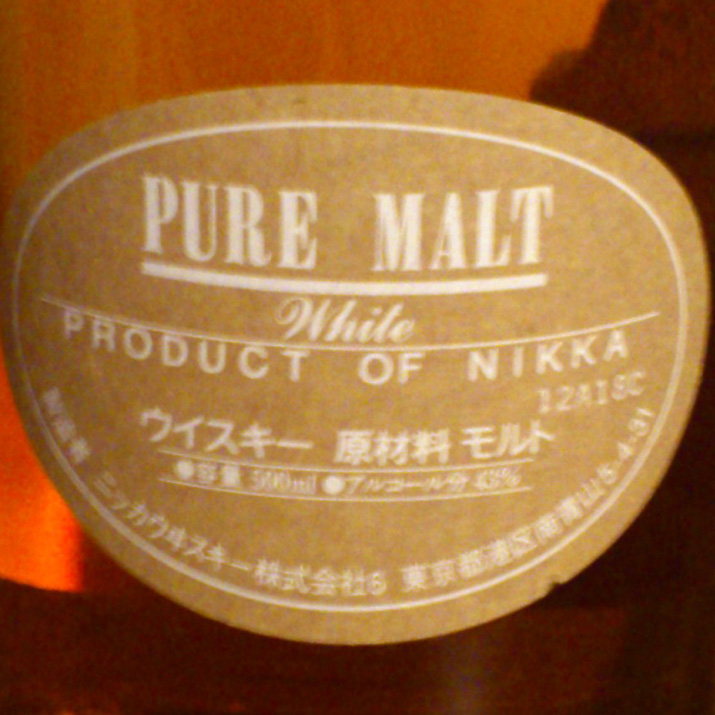 PURE MALT
White
PRODUCT OF NIKKA
12A18C
ウイスキー 原材料 モルト
●容量 500ml ●アルコール分 43%
製造者 ニッカウヰスキー株式会社6 東京都港区南青山5-4-31